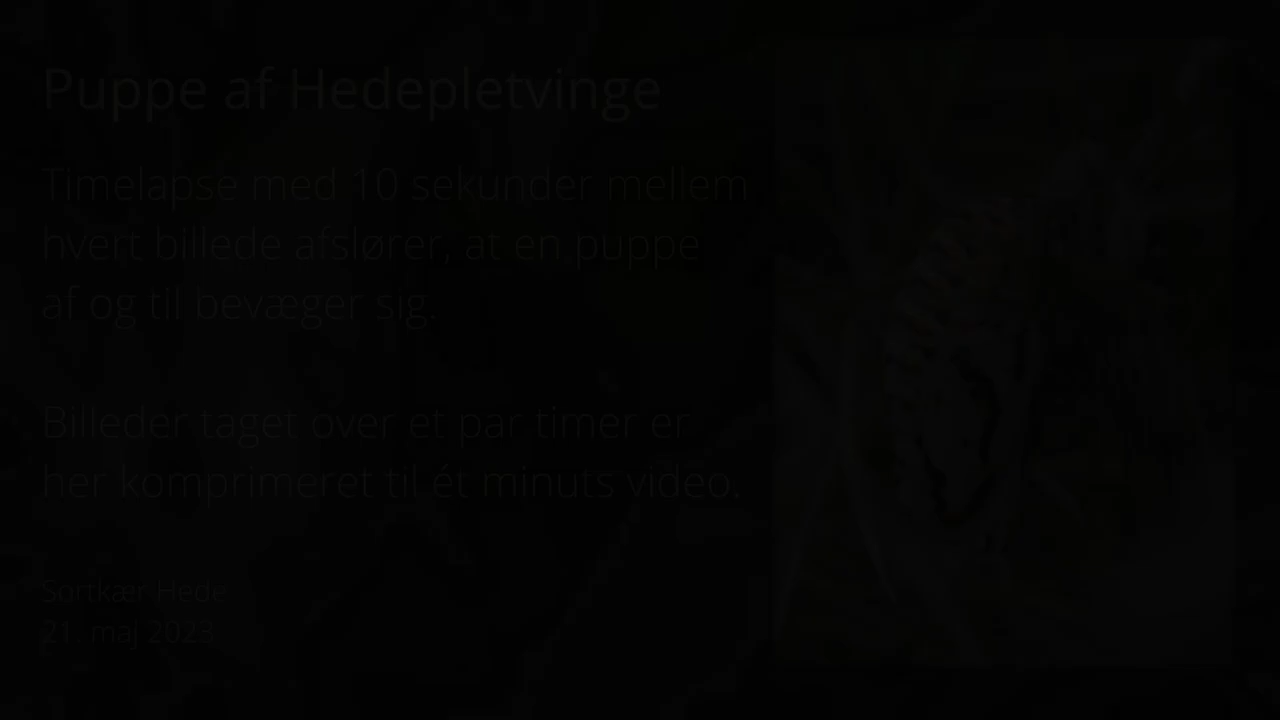 Puppe af Hedepletvinge
Timelapse med 10 sekunder mellem
hvert billede afslører, at en puppe
af og til bevæger sig.
Billeder taget over et par timer er
her komprimeret til ét minuts video.
Sortkær Hede
21. maj 2023